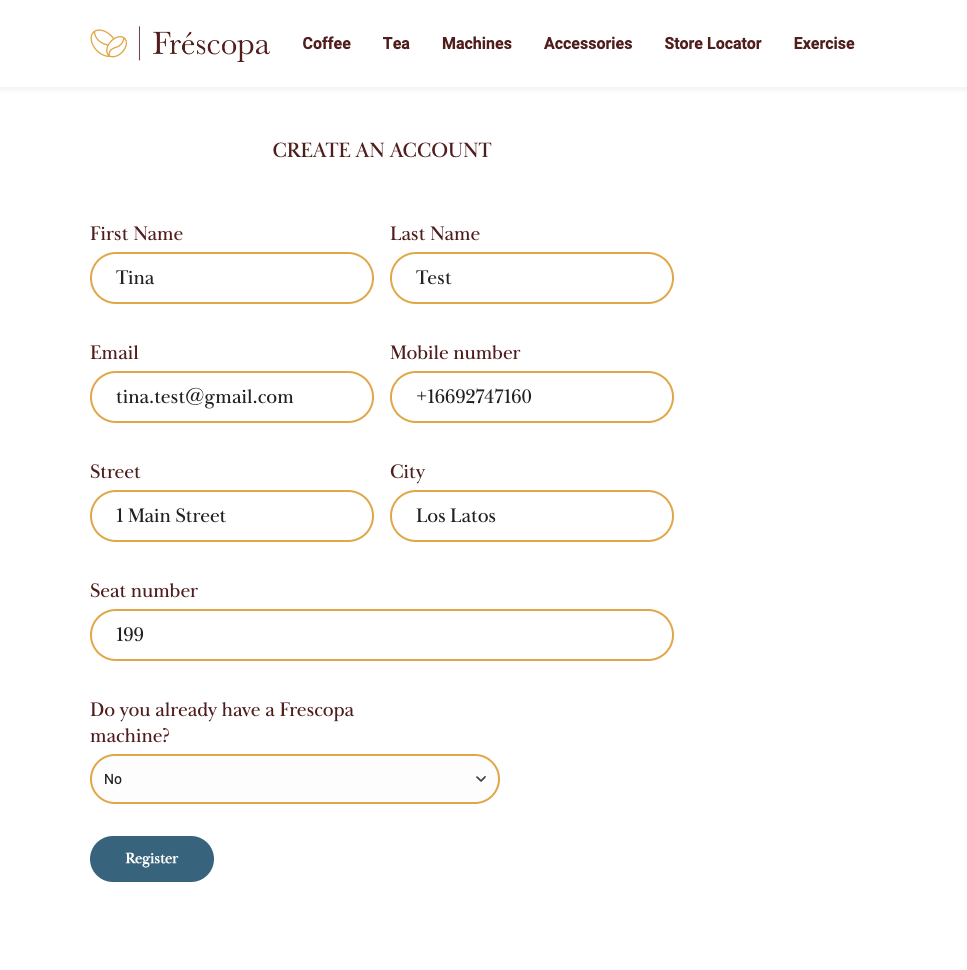 Fréscopa Coffee Tea Machines Accessories Store Locator Exercise
CREATE AN ACCOUNT
First Name Last Name
Tina Test
Email Mobile number
tina.test@gmail.com +16692747160
Street City
1 Main Street Los Latos
Seat number
199
Do you already have a Frescopa
machine?
No
Register